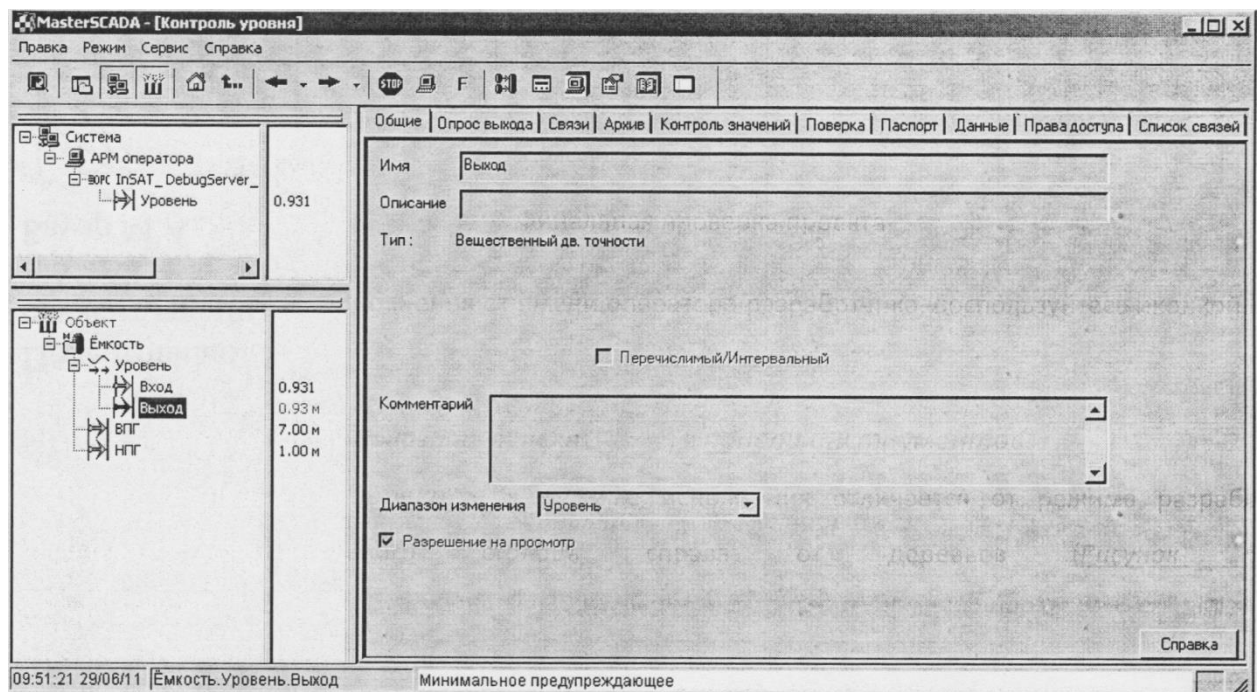 MasterSCADA - [Контроль уровня]
Правка Режим Сервис Справка
STOP F
Система
АРМ оператора
InSAT_DebugServer_
Уровень 0.931
Объект
Ёмкость
Уровень
Вход 0.931
Выход 0.93 м
ВПГ 7.00 м
НПГ 1.00 м
Общие Опрос выхода Связи Архив Контроль значений Поверка Паспорт Данные Права доступа Список связей
Имя Выход
Описание
Тип: Вещественный дв. точности
Перечислимый/Интервальный
Комментарий
Диапазон изменения Уровень
Разрешение на просмотр
Справка
09:51:21 29/06/11 Ёмкость.Уровень.Выход Минимальное предупреждающее